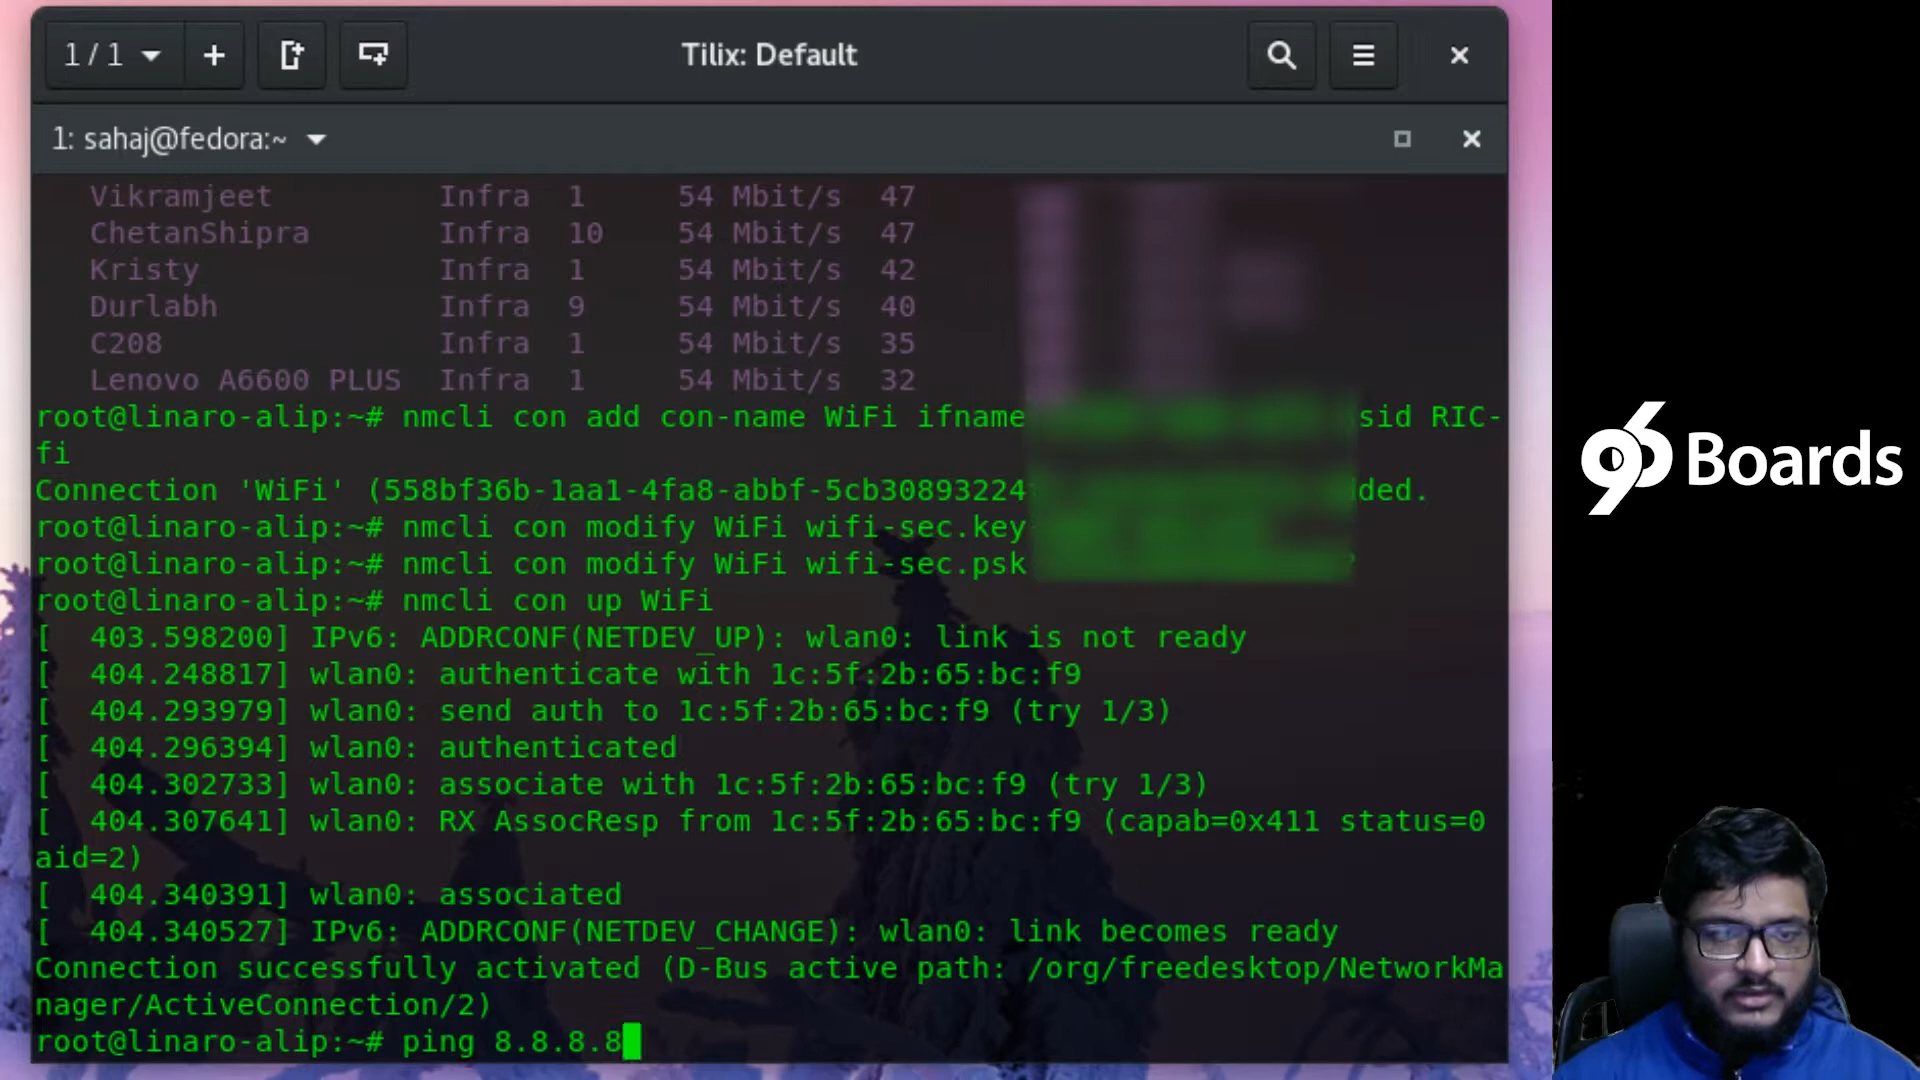 1 / 1
Tilix: Default
1: sahaj@fedora:~
Vikramjeet Infra 1 54 Mbit/s 47
ChetanShipra Infra 10 54 Mbit/s 47
Kristy Infra 1 54 Mbit/s 42
Durlabh Infra 9 54 Mbit/s 40
C208 Infra 1 54 Mbit/s 35
Lenovo A6600 PLUS Infra 1 54 Mbit/s 32
root@linaro-alip:~# nmcli con add con-name WiFi ifname sid RIC-
fi
Connection 'WiFi' (558bf36b-1aa1-4fa8-abbf-5cb30893224 dded.
root@linaro-alip:~# nmcli con modify WiFi wifi-sec.key
root@linaro-alip:~# nmcli con modify WiFi wifi-sec.psk
root@linaro-alip:~# nmcli con up WiFi
[  403.598200] IPv6: ADDRCONF(NETDEV_UP): wlan0: link is not ready
[  404.248817] wlan0: authenticate with 1c:5f:2b:65:bc:f9
[  404.293979] wlan0: send auth to 1c:5f:2b:65:bc:f9 (try 1/3)
[  404.296394] wlan0: authenticated
[  404.302733] wlan0: associate with 1c:5f:2b:65:bc:f9 (try 1/3)
[  404.307641] wlan0: RX AssocResp from 1c:5f:2b:65:bc:f9 (capab=0x411 status=0
aid=2)
[  404.340391] wlan0: associated
[  404.340527] IPv6: ADDRCONF(NETDEV_CHANGE): wlan0: link becomes ready
Connection successfully activated (D-Bus active path: /org/freedesktop/NetworkMa
nager/ActiveConnection/2)
root@linaro-alip:~# ping 8.8.8.8
96 Boards